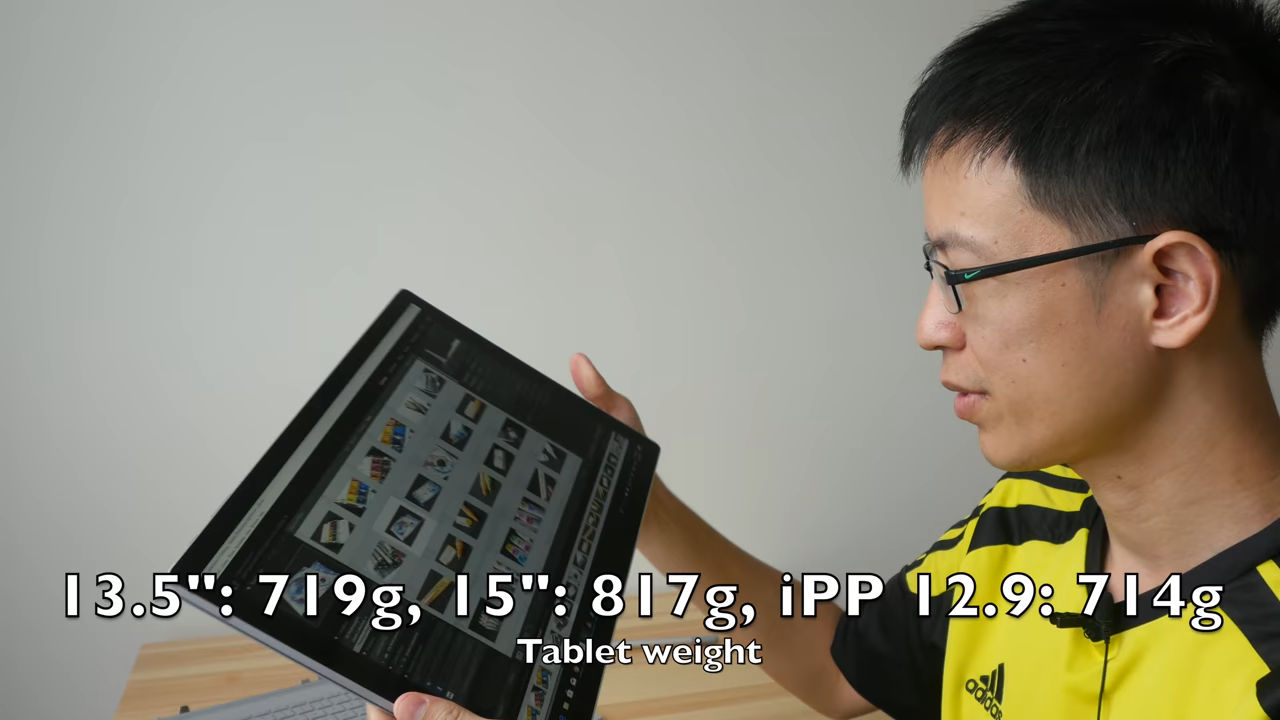 13.5": 719g, 15": 817g, iPP 12.9: 714g
Tablet weight
adidas